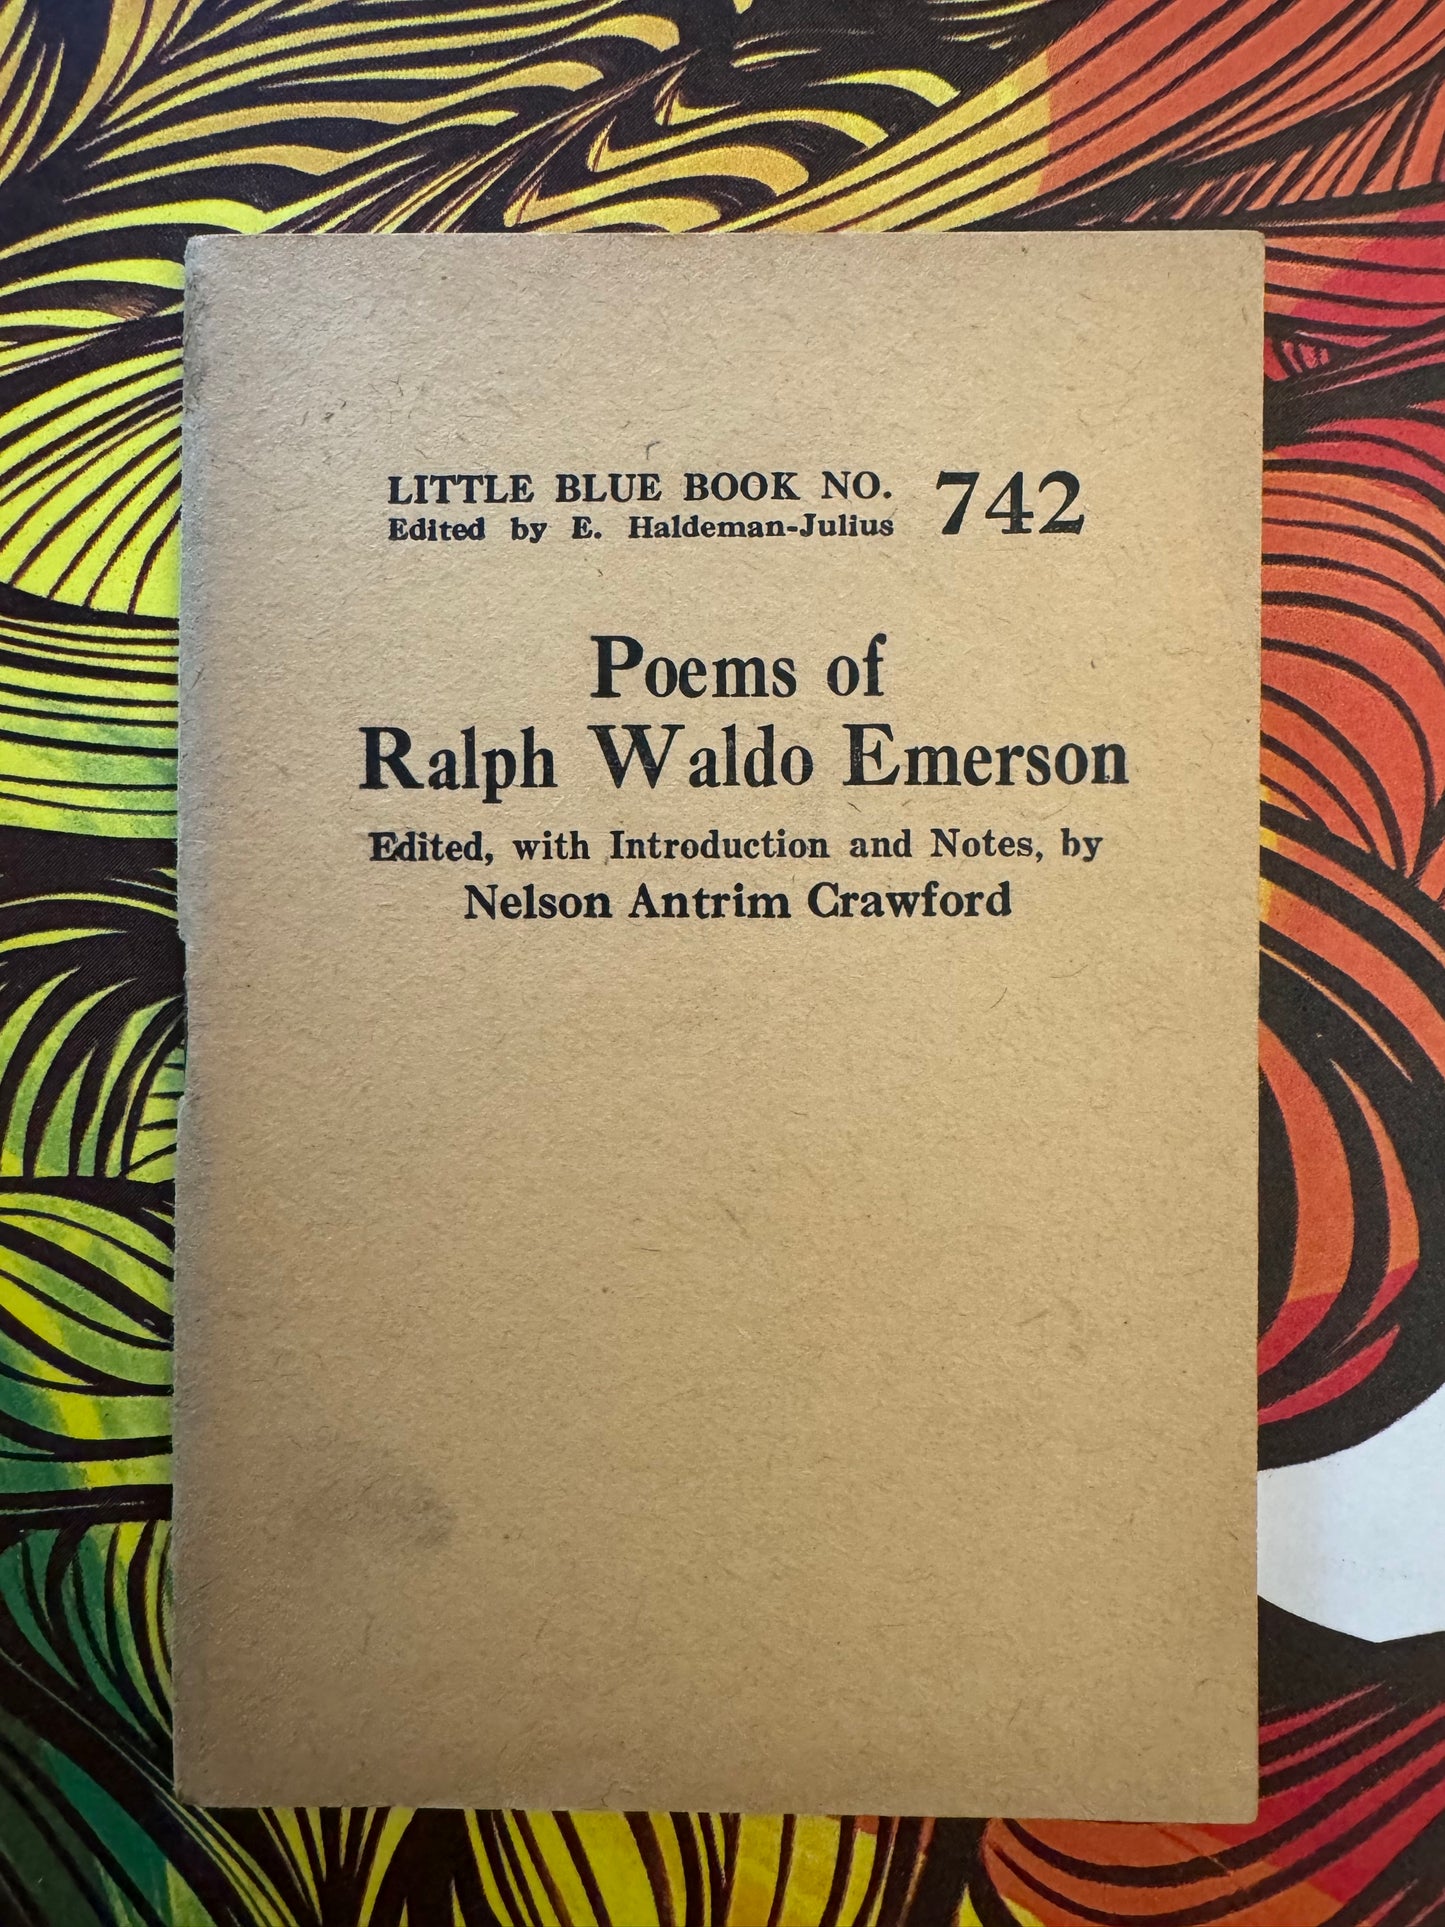 LITTLE BLUE BOOK NO. 742
Edited by E. Haldeman-Julius
Poems of
Ralph Waldo Emerson
Edited, with Introduction and Notes, by
Nelson Antrim Crawford